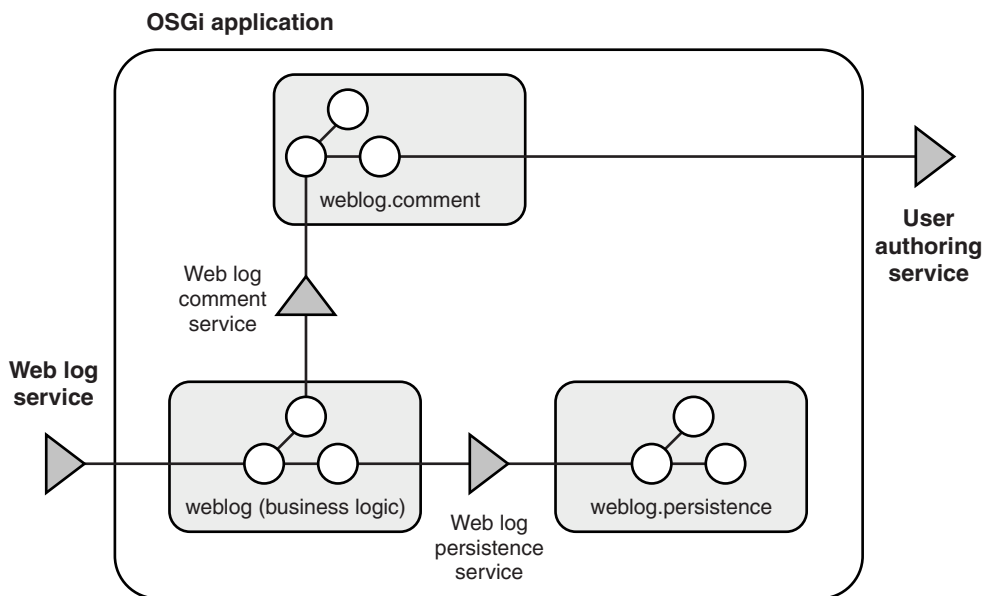 OSGi application
weblog.comment
User
authoring
service
Web log
comment
service
Web log
service
weblog (business logic)
weblog.persistence
Web log
persistence
service